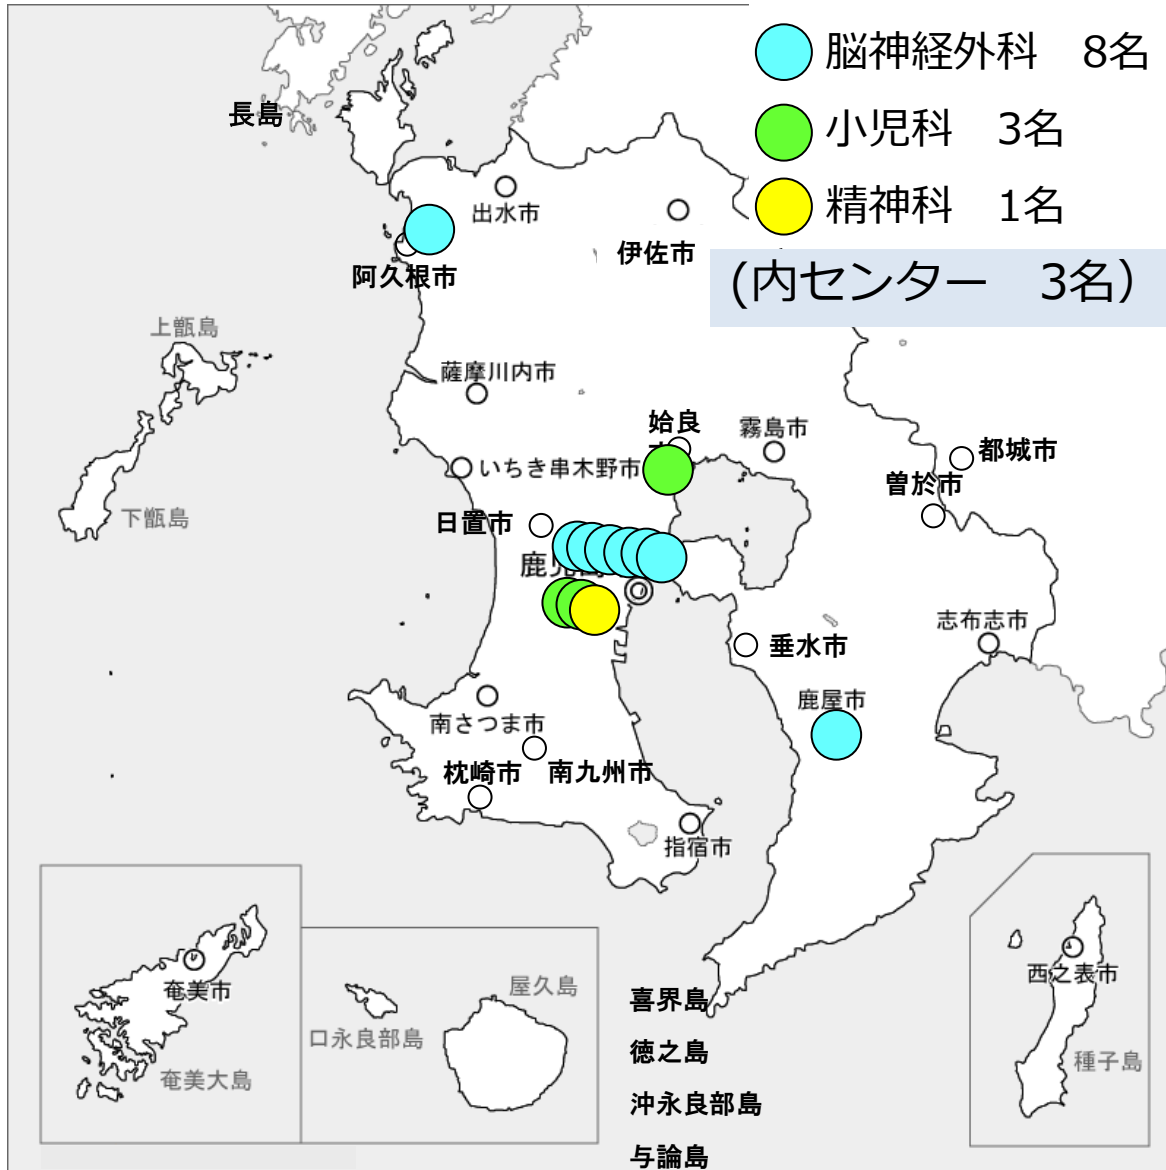 脳神経外科　8名
小児科　3名
精神科　1名
(内センター　3名）
長島
出水市
伊佐市
阿久根市
上甑島
薩摩川内市
姶良
霧島市
都城市
いちき串木野市
曽於市
下甑島
日置市
鹿児島
志布志市
垂水市
鹿屋市
南さつま市
枕崎市
南九州市
指宿市
奄美市
奄美大島
屋久島
口永良部島
喜界島
徳之島
沖永良部島
与論島
西之表市
種子島